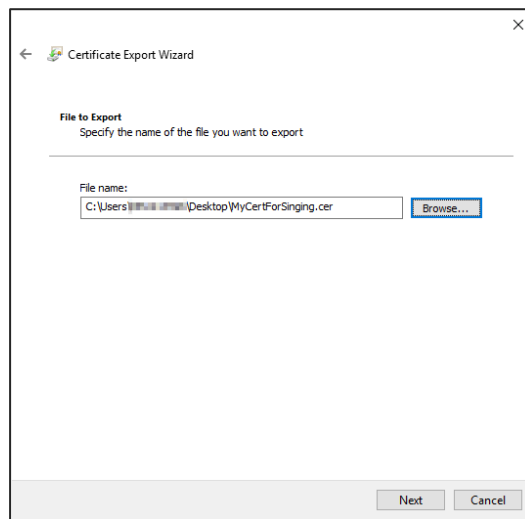 Certificate Export Wizard
File to Export
Specify the name of the file you want to export
File name:
C:\Users\ \Desktop\MyCertForSinging.cer
Browse...
Next
Cancel